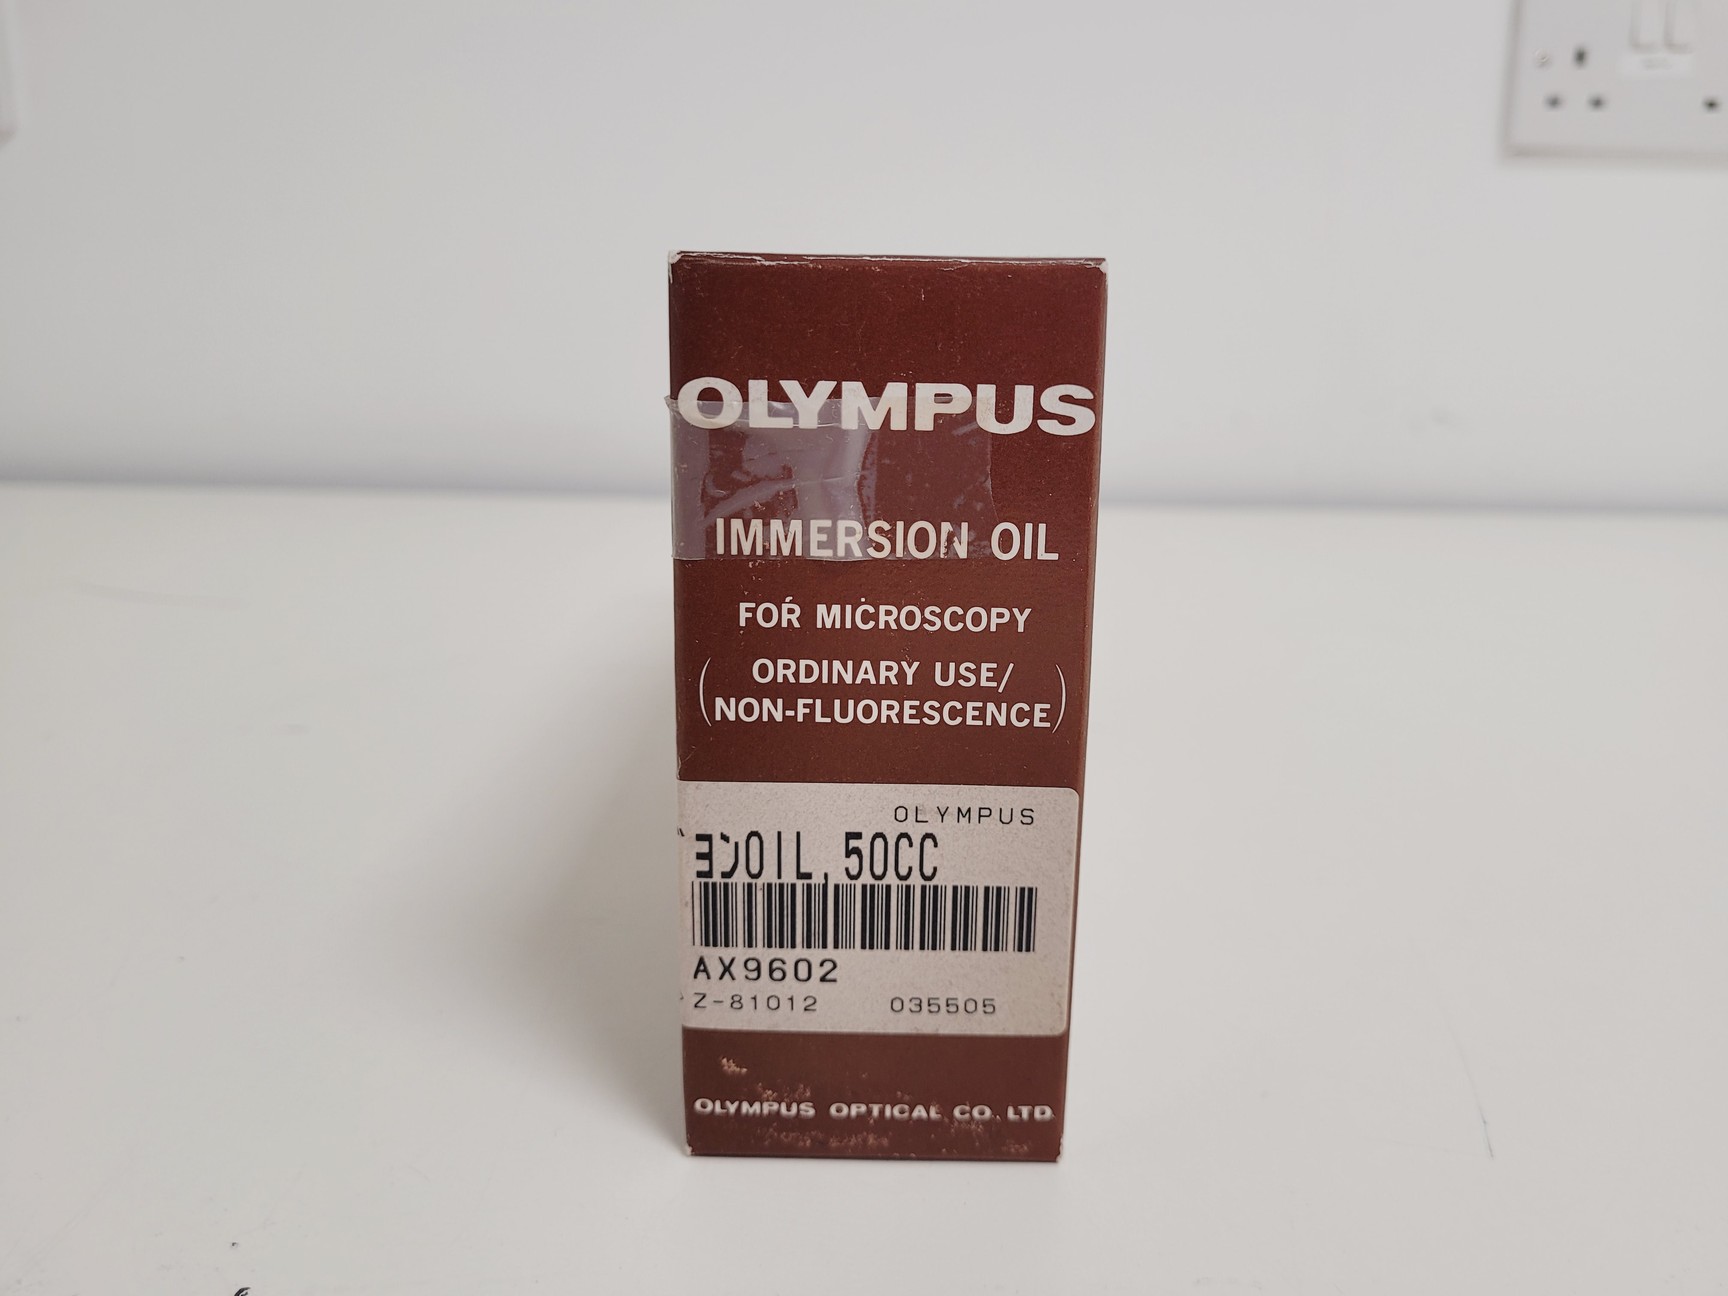 OLYMPUS
IMMERSION OIL
FOR MICROSCOPY
(ORDINARY USE/
NON-FLUORESCENCE)
OLYMPUS
ヨンOIL,50CC
AX9602
Z-81012 035505
OLYMPUS OPTICAL CO. LTD.